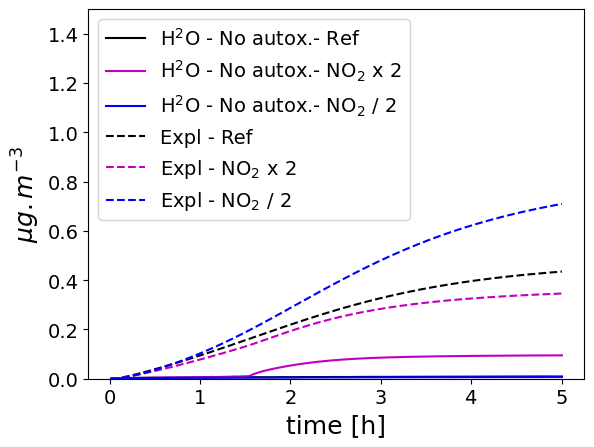 H²O - No autox.- Ref
H²O - No autox.- NO₂ x 2
H²O - No autox.- NO₂ / 2
Expl - Ref
Expl - NO₂ x 2
Expl - NO₂ / 2
1.4
1.2
1.0
0.8
0.6
0.4
0.2
0.0
μg.m⁻³
0 1 2 3 4 5
time [h]